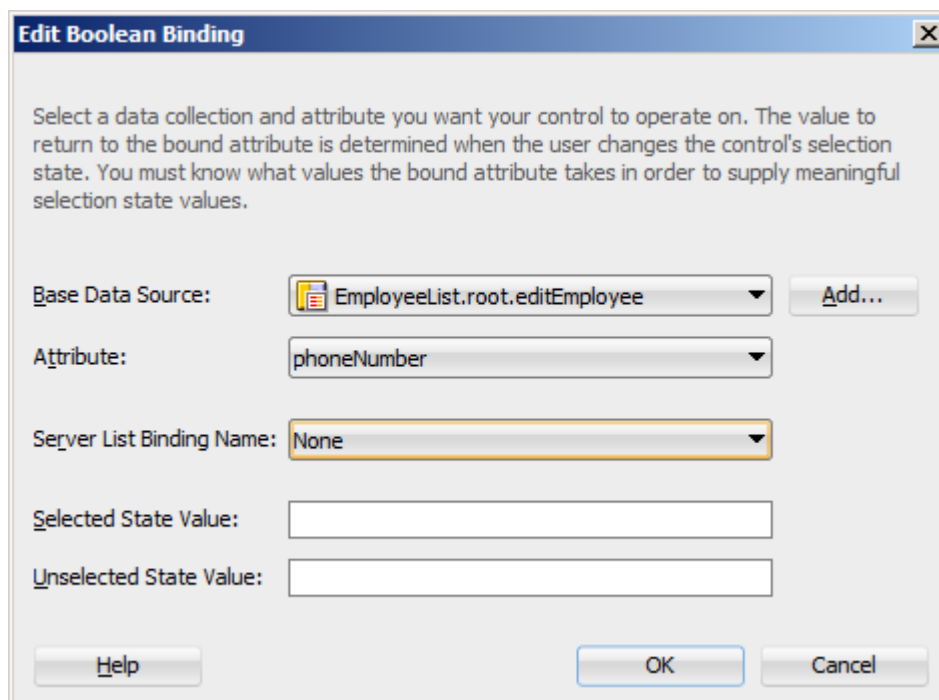 Edit Boolean Binding
Select a data collection and attribute you want your control to operate on. The value to
return to the bound attribute is determined when the user changes the control's selection
state. You must know what values the bound attribute takes in order to supply meaningful
selection state values.
Base Data Source: EmployeeList.root.editEmployee Add...
Attribute: phoneNumber
Server List Binding Name: None
Selected State Value:
Unselected State Value:
Help OK Cancel